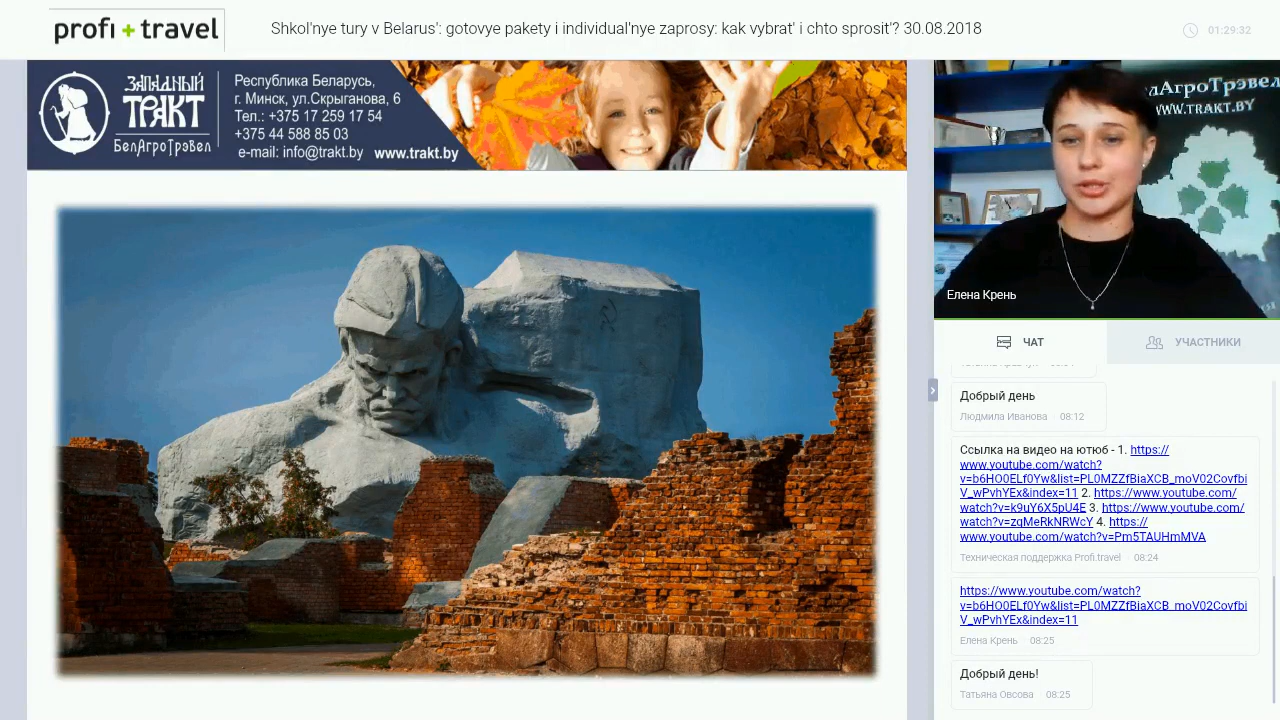 profi + travel
Shkol'nye tury v Belarus': gotovye pakety i individual'nye zaprosy: kak vybrat' i chto sprosit'? 30.08.2018
01:29:32
ЗАПАДНЫЙ
ТРАКТ
БелАгроТрэвел
Республика Беларусь,
г. Минск, ул.Скрыганова, 6
Тел.: +375 17 259 17 54
+375 44 588 85 03
e-mail: info@trakt.by www.trakt.by
лАгроТрэвел
WWW.TRAKT.BY
Елена Крень
ЧАТ
УЧАСТНИКИ
Добрый день
Людмила Иванова 08:12
Ссылка на видео на ютюб - 1. https://
www.youtube.com/watch?
v=b6HO0ELf0Yw&list=PL0MZZfBiaXCB_moV02Covfbi
V_wPvhYEx&index=11 2. https://www.youtube.com/
watch?v=k9uY6X5pU4E 3. https://www.youtube.com/
watch?v=zqMeRkNRWcY 4. https://
www.youtube.com/watch?v=Pm5TAUHmMVA
Техническая поддержка Profi.travel 08:24
https://www.youtube.com/watch?
v=b6HO0ELf0Yw&list=PL0MZZfBiaXCB_moV02Covfbi
V_wPvhYEx&index=11
Елена Крень 08:25
Добрый день!
Татьяна Овсова 08:25